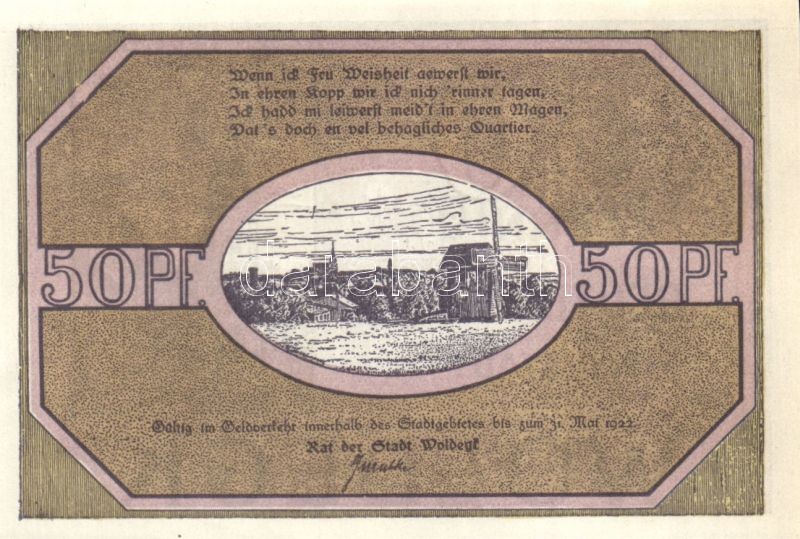 Wenn ick Fru Weisheit aewerst wir,
In ehren Kopp wir ick nich 'rinner tagen,
Ick hadd mi leiwerst meid't in ehren Magen,
Dat's doch en vel behagliches Quartier.
50 PF.
darabanth
50 PF.
Gültig im Geldverkehr innerhalb des Stadtgebietes bis zum 31. Mai 1922.
Rat der Stadt Woldegk